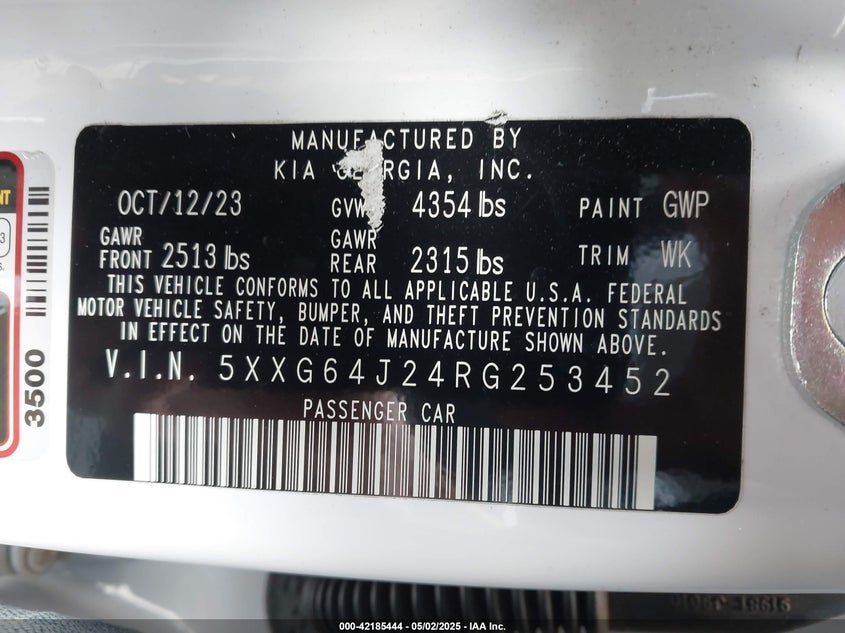 MANUFACTURED BY
KIA GEORGIA, INC.
OCT/12/23 GVWR 4354 lbs PAINT GWP
GAWR FRONT 2513 lbs GAWR REAR 2315 lbs TRIM WK
THIS VEHICLE CONFORMS TO ALL APPLICABLE U.S.A. FEDERAL
MOTOR VEHICLE SAFETY, BUMPER, AND THEFT PREVENTION STANDARDS
IN EFFECT ON THE DATE OF MANUFACTURE SHOWN ABOVE.
V.I.N. 5XXG64J24RG253452
PASSENGER CAR
3500
000-42185444 - 05/02/2025 - IAA Inc.